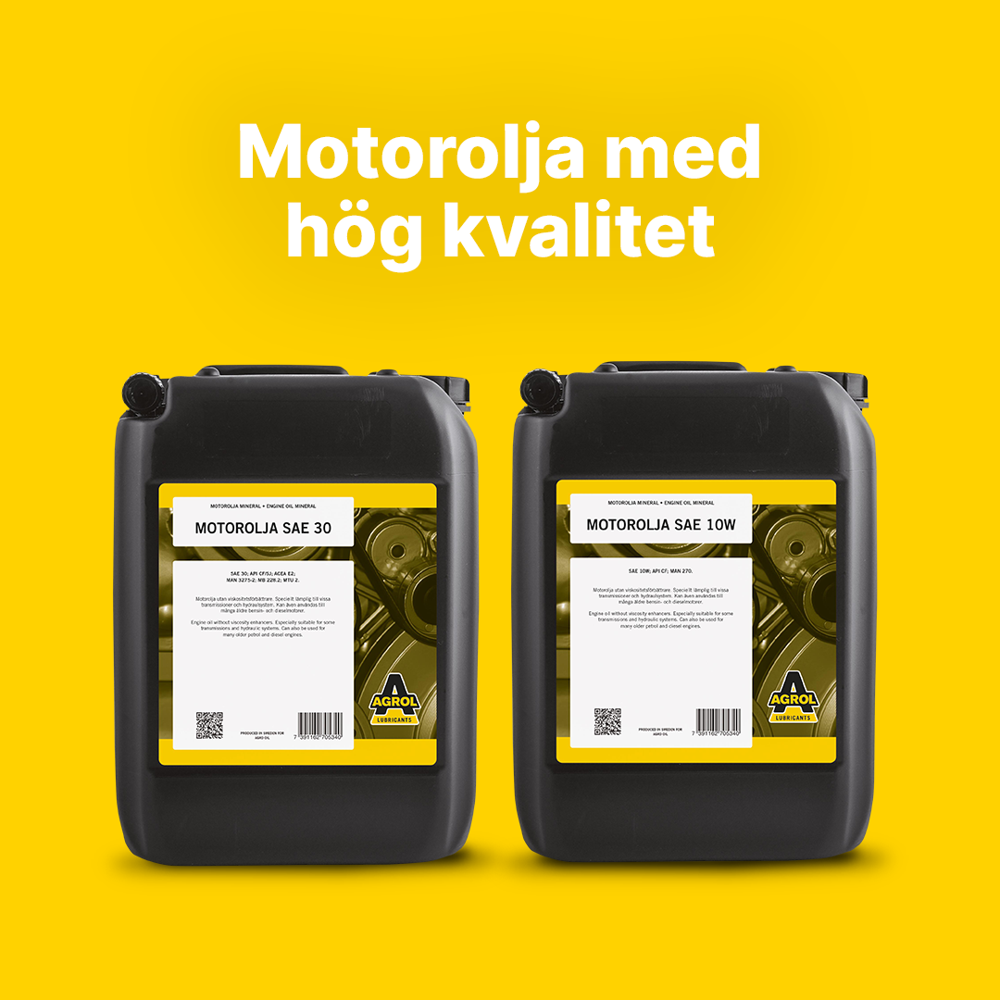 Motorolja med
hög kvalitet
MOTOROLJA MINERAL • ENGINE OIL MINERAL
MOTOROLJA SAE 30
SAE 30; API CF/SJ; ACEA E2;
MAN 3275-2; MB 228.2; MTU 2.
Motorolja utan viskositetsförbättrare. Speciellt lämplig till vissa
transmissioner och hydraulsystem. Kan även användas till
många äldre bensin- och dieselmotorer.
Engine oil without viscosity enhancers. Especially suitable for some
transmissions and hydraulic systems. Can also be used for
many older petrol and diesel engines.
PRODUCED IN SWEDEN FOR
AGRO OIL
7 391162 705340
A
AGROL
LUBRICANTS
MOTOROLJA MINERAL • ENGINE OIL MINERAL
MOTOROLJA SAE 10W
SAE 10W; API CF; MAN 270.
Motorolja utan viskositetsförbättrare. Speciellt lämplig till vissa
transmissioner och hydraulsystem. Kan även användas till
många äldre bensin- och dieselmotorer.
Engine oil without viscosity enhancers. Especially suitable for some
transmissions and hydraulic systems. Can also be used for
many older petrol and diesel engines.
PRODUCED IN SWEDEN FOR
AGRO OIL
7 391162 705340
A
AGROL
LUBRICANTS